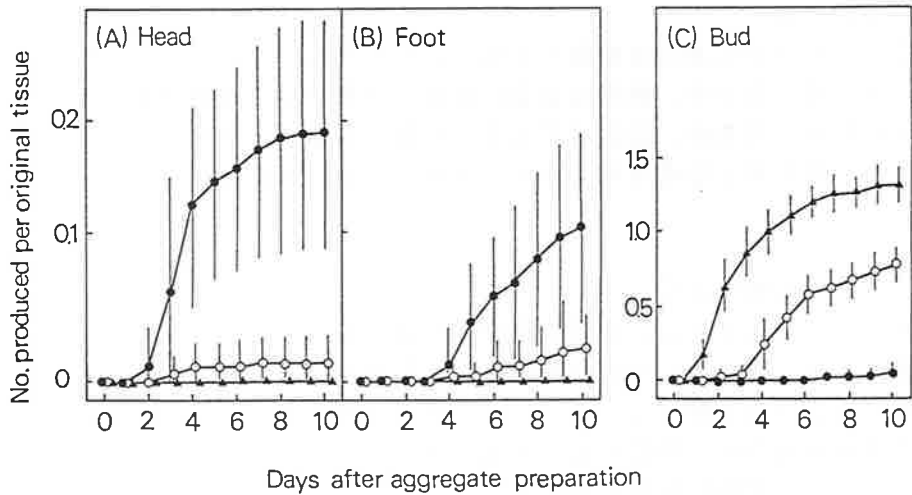 (A) Head
(B) Foot
(C) Bud
No. produced per original tissue
0.2
0.1
0
1.5
1.0
0.5
0
0 2 4 6 8 10
0 2 4 6 8 10
0 2 4 6 8 10
Days after aggregate preparation